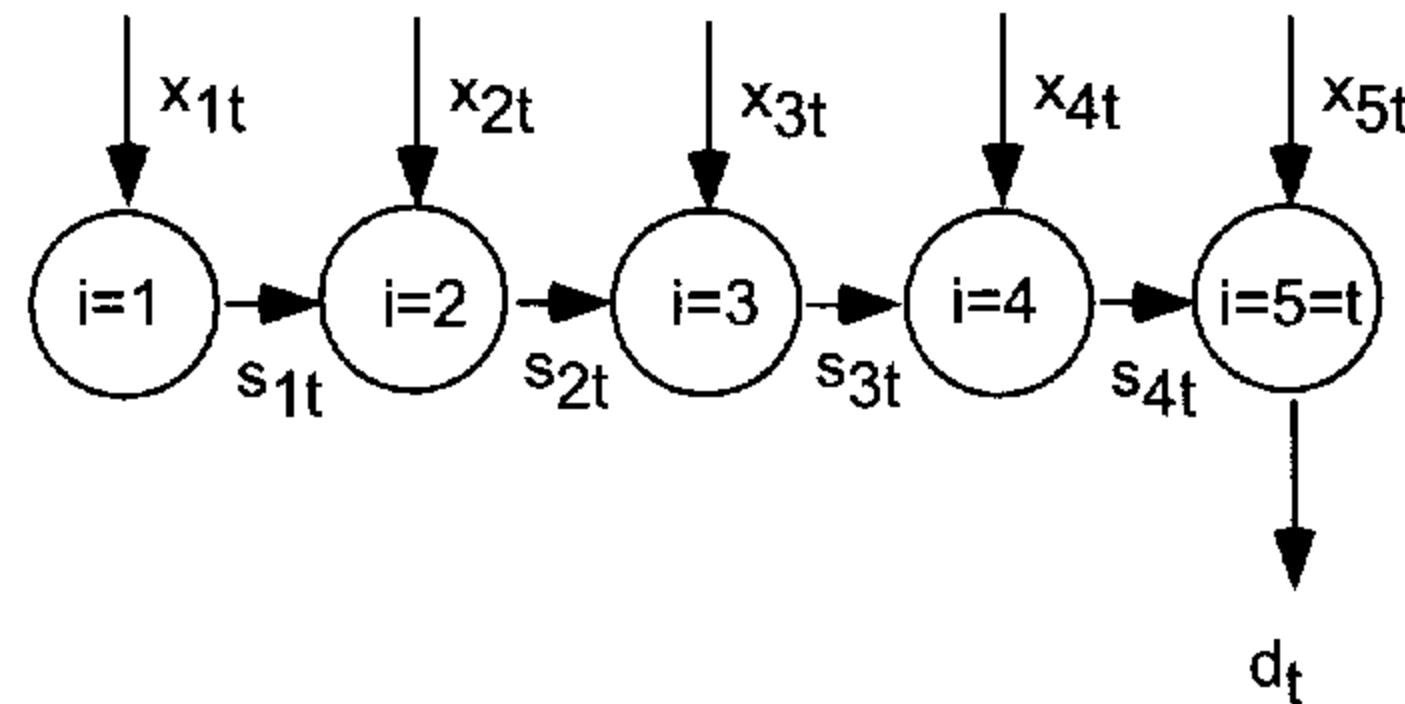 x1t x2t x3t x4t x5t
i=1 i=2 i=3 i=4 i=5=t
s1t s2t s3t s4t
dt